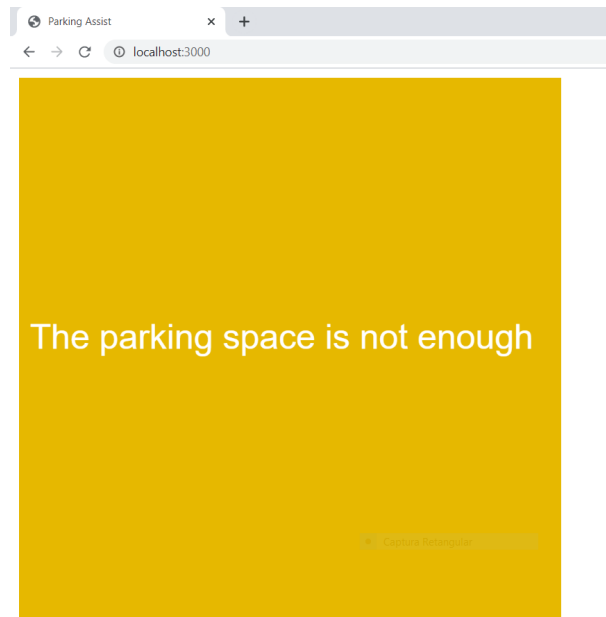 Parking Assist
localhost:3000
The parking space is not enough
Captura Retangular